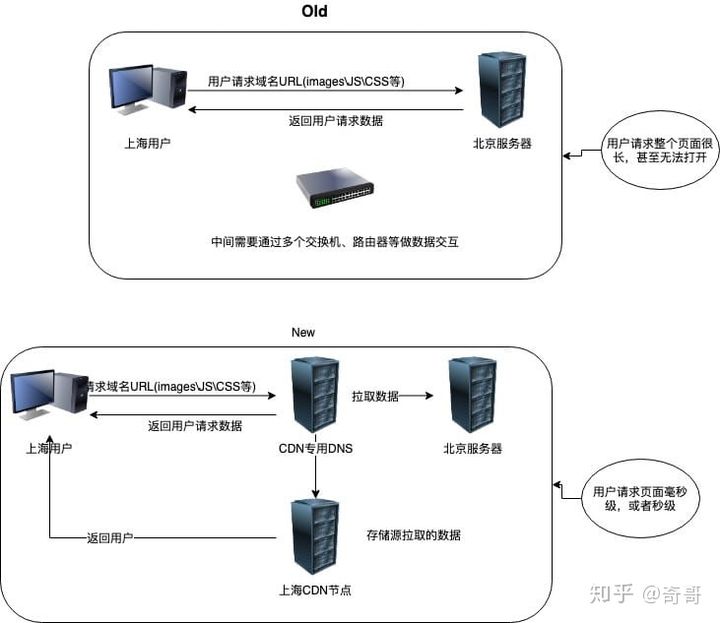 Old
用户请求域名URL(images\JS\CSS等)
返回用户请求数据
上海用户
北京服务器
用户请求整个页面很
长，甚至无法打开
中间需要通过多个交换机、路由器等做数据交互
New
请求域名URL(images\JS\CSS等)
拉取数据
返回用户请求数据
上海用户
CDN专用DNS
北京服务器
用户请求页面毫秒
级，或者秒级
返回用户
存储源拉取的数据
上海CDN节点
知乎 @奇哥